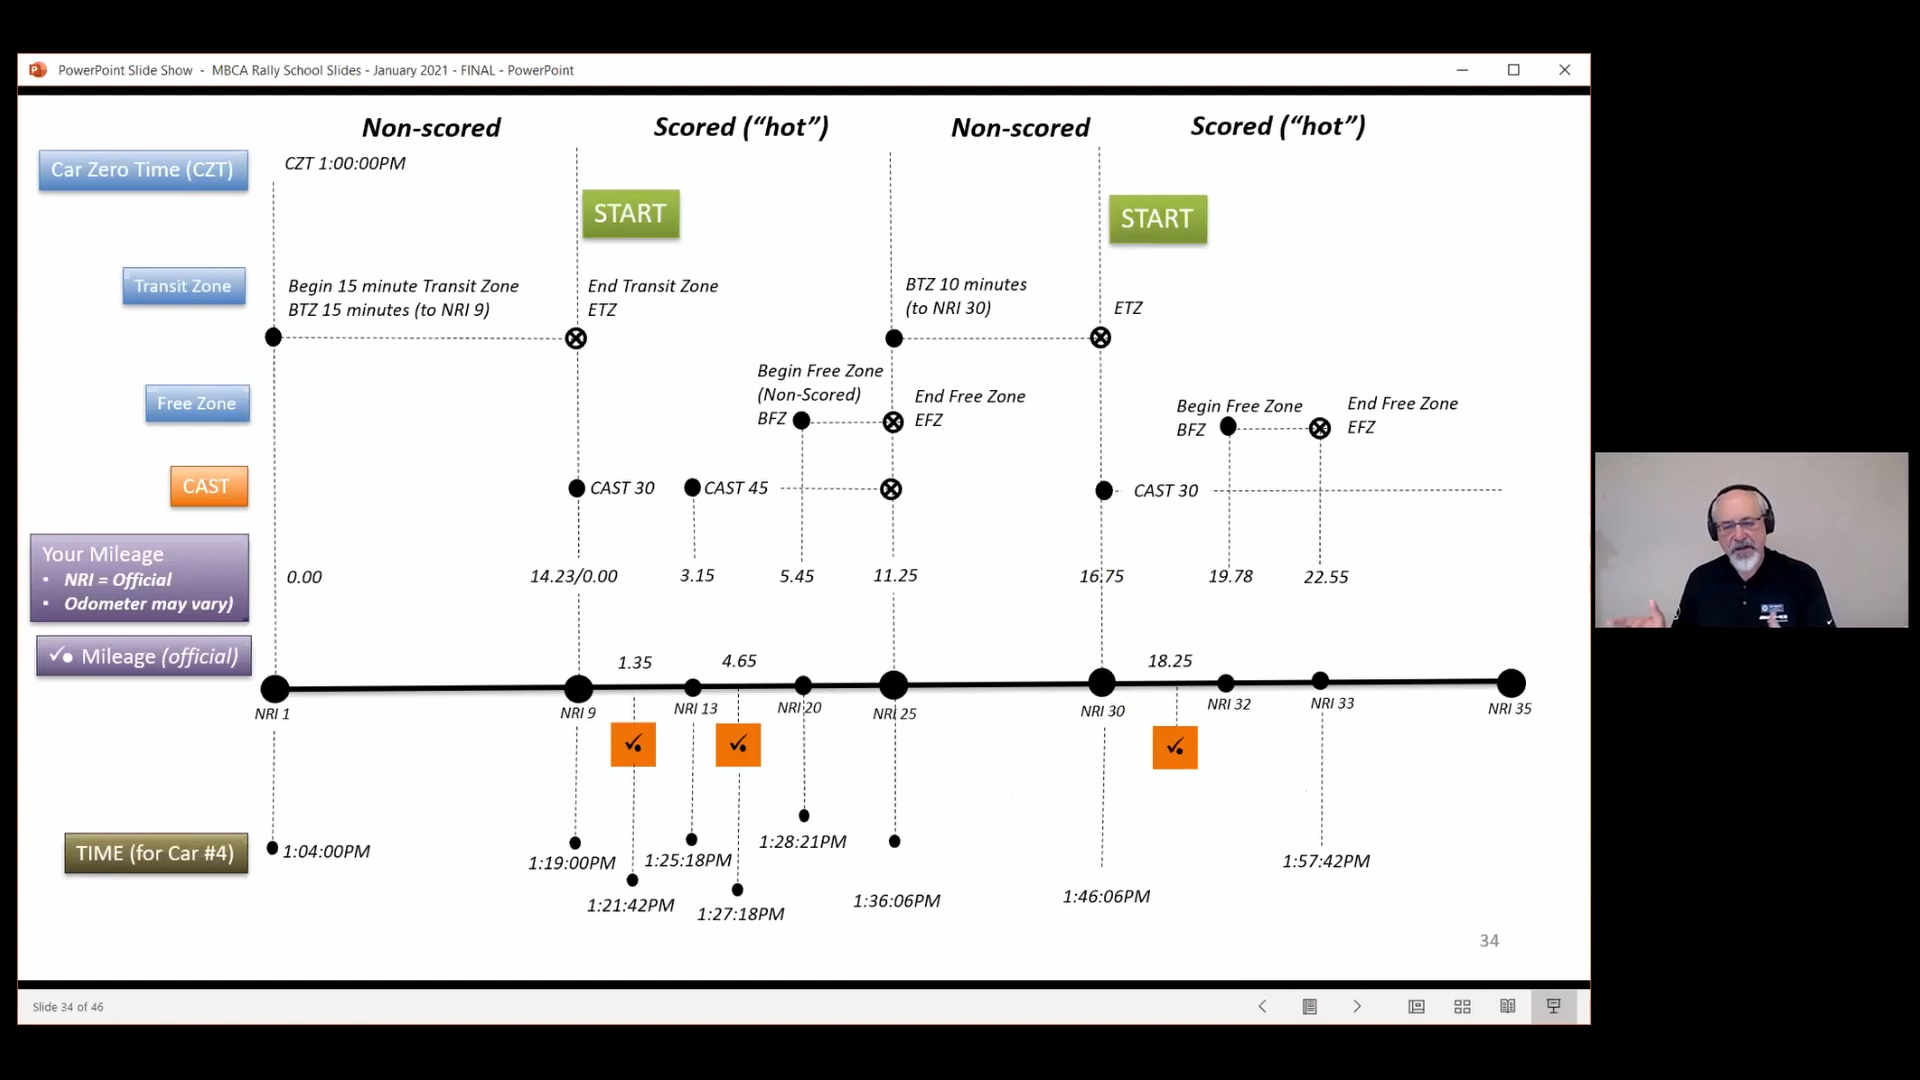 PowerPoint Slide Show - MBCA Rally School Slides - January 2021 - FINAL - PowerPoint
Non-scored
Scored (“hot”)
Non-scored
Scored (“hot”)
Car Zero Time (CZT)
CZT 1:00:00PM
START
START
Transit Zone
Begin 15 minute Transit Zone
BTZ 15 minutes (to NRI 9)
End Transit Zone
ETZ
BTZ 10 minutes
(to NRI 30)
ETZ
Free Zone
Begin Free Zone
(Non-Scored)
BFZ
End Free Zone
EFZ
Begin Free Zone
BFZ
End Free Zone
EFZ
CAST
CAST 30
CAST 45
CAST 30
Your Mileage
• NRI = Official
• Odometer may vary)
0.00
14.23/0.00
3.15
5.45
11.25
16.75
19.78
22.55
✓• Mileage (official)
1.35
4.65
18.25
NRI 1
NRI 9
NRI 13
NRI 20
NRI 25
NRI 30
NRI 32
NRI 33
NRI 35
TIME (for Car #4)
1:04:00PM
1:19:00PM
1:21:42PM
1:25:18PM
1:27:18PM
1:28:21PM
1:36:06PM
1:46:06PM
1:57:42PM
34
Slide 34 of 46